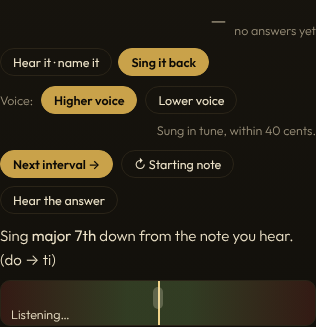 — no answers yet
Hear it · name it Sing it back
Voice: Higher voice Lower voice
Sung in tune, within 40 cents.
Next interval → ↻ Starting note
Hear the answer
Sing major 7th down from the note you hear.
(do → ti)
Listening...